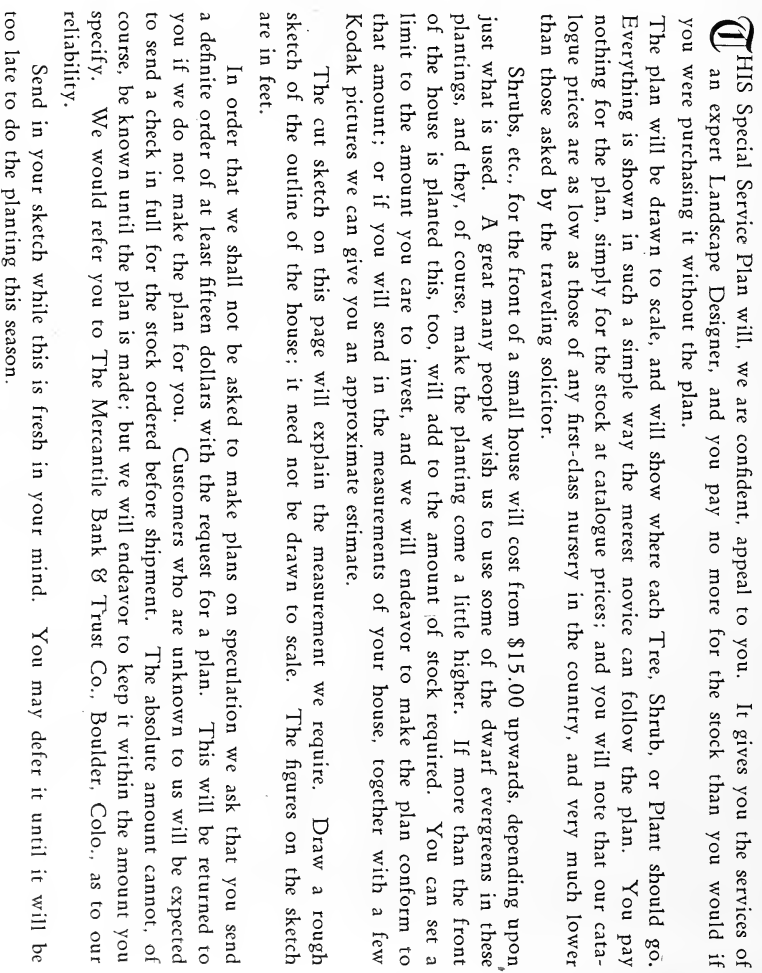 THIS Special Service Plan will, we are confident, appeal to you. It gives you the services of
an expert Landscape Designer, and you pay no more for the stock than you would if
you were purchasing it without the plan.
The plan will be drawn to scale, and will show where each Tree, Shrub, or Plant should go.
Everything is shown in such a simple way the merest novice can follow the plan. You pay
nothing for the plan, simply for the stock at catalogue prices; and you will note that our cata-
logue prices are as low as those of any first-class nursery in the country, and very much lower
than those asked by the traveling solicitor.
Shrubs, etc., for the front of a small house will cost from $15.00 upwards, depending upon
just what is used. A great many people wish us to use some of the dwarf evergreens in these
plantings, and they, of course, make the planting come a little higher. If more than the front
of the house is planted this, too, will add to the amount of stock required. You can set a
limit to the amount you care to invest, and we will endeavor to make the plan conform to
that amount; or if you will send in the measurements of your house, together with a few
Kodak pictures we can give you an approximate estimate.
The cut sketch on this page will explain the measurement we require. Draw a rough
sketch of the outline of the house; it need not be drawn to scale. The figures on the sketch
are in feet.
In order that we shall not be asked to make plans on speculation we ask that you send
a definite order of at least fifteen dollars with the request for a plan. This will be returned to
you if we do not make the plan for you. Customers who are unknown to us will be expected
to send a check in full for the stock ordered before shipment. The absolute amount cannot, of
course, be known until the plan is made; but we will endeavor to keep it within the amount you
specify. We would refer you to The Mercantile Bank & Trust Co., Boulder, Colo., as to our
reliability.
Send in your sketch while this is fresh in your mind. You may defer it until it will be
too late to do the planting this season.